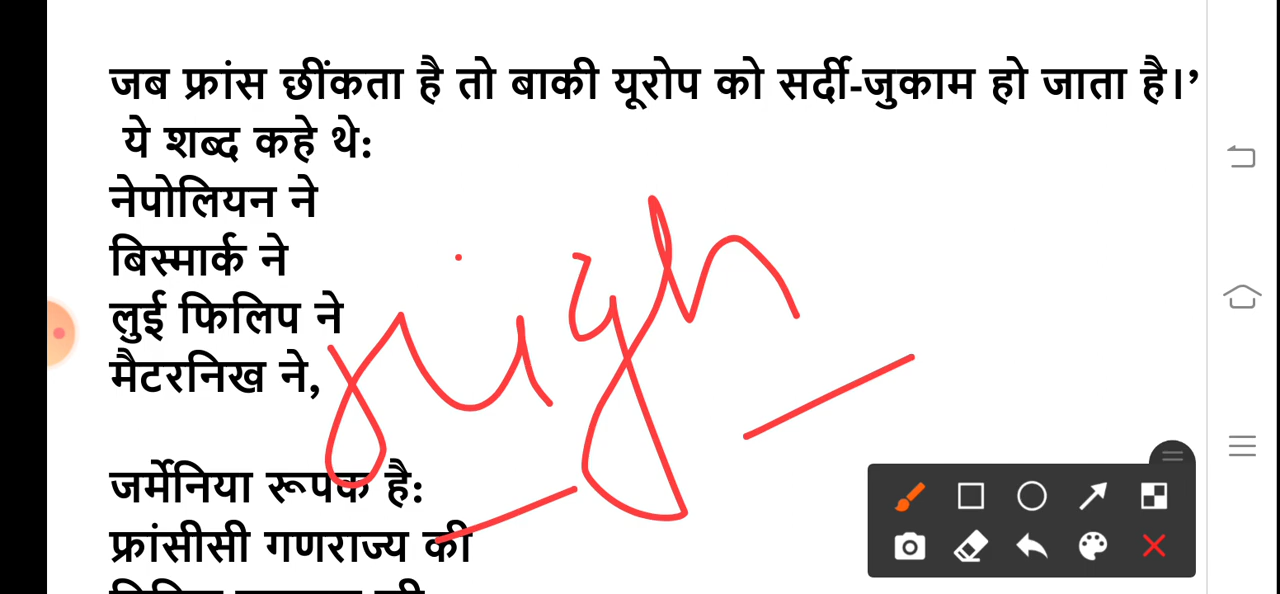 जब फ्रांस छींकता है तो बाकी यूरोप को सर्दी-जुकाम हो जाता है।’
ये शब्द कहे थे:
नेपोलियन ने
बिस्मार्क ने
लुई फिलिप ने
मैटरनिख ने,
जर्मेनिया रूपक है:
फ्रांसीसी गणराज्य की